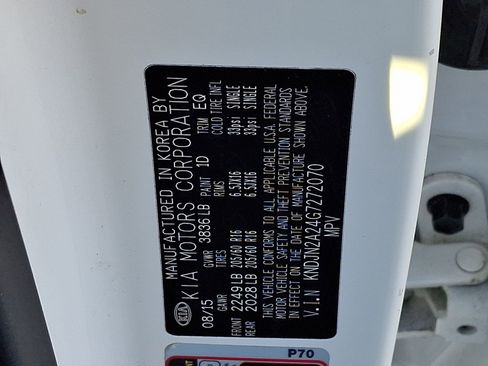 MANUFACTURED IN KOREA BY
KIA KIA MOTORS CORPORATION
08/15 GVWR 3836 LB PAINT 1D TRIM EQ
GAWR TIRES RIMS COLD TIRE INFL
FRONT 2249LB 205/60 R16 6.5JX16 33psi SINGLE
REAR 2028LB 205/60 R16 6.5JX16 33psi SINGLE
THIS VEHICLE CONFORMS TO ALL APPLICABLE U.S.A. FEDERAL
MOTOR VEHICLE SAFETY AND THEFT PREVENTION STANDARDS
IN EFFECT ON THE DATE OF MANUFACTURE SHOWN ABOVE.
V.I.N KNDJN2A24G7272070
MPV
P70